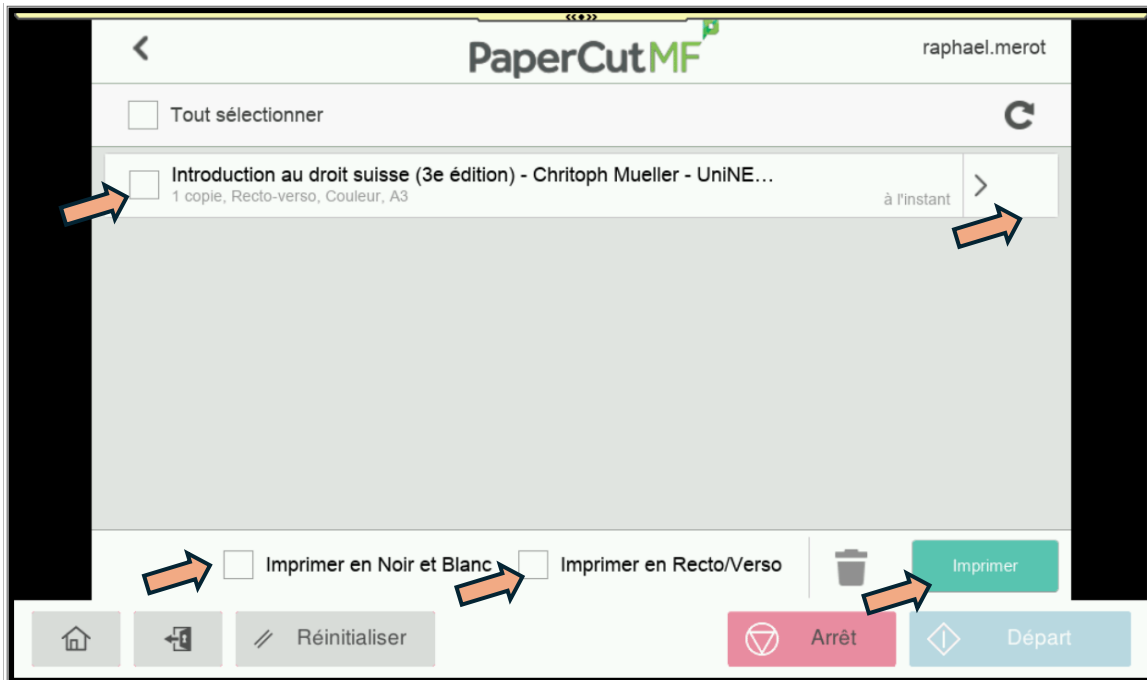 PaperCutMF
raphael.merot
Tout sélectionner
Introduction au droit suisse (3e édition) - Chritoph Mueller - UniNE...
1 copie, Recto-verso, Couleur, A3
à l'instant
Imprimer en Noir et Blanc
Imprimer en Recto/Verso
Imprimer
Réinitialiser
Arrêt
Départ